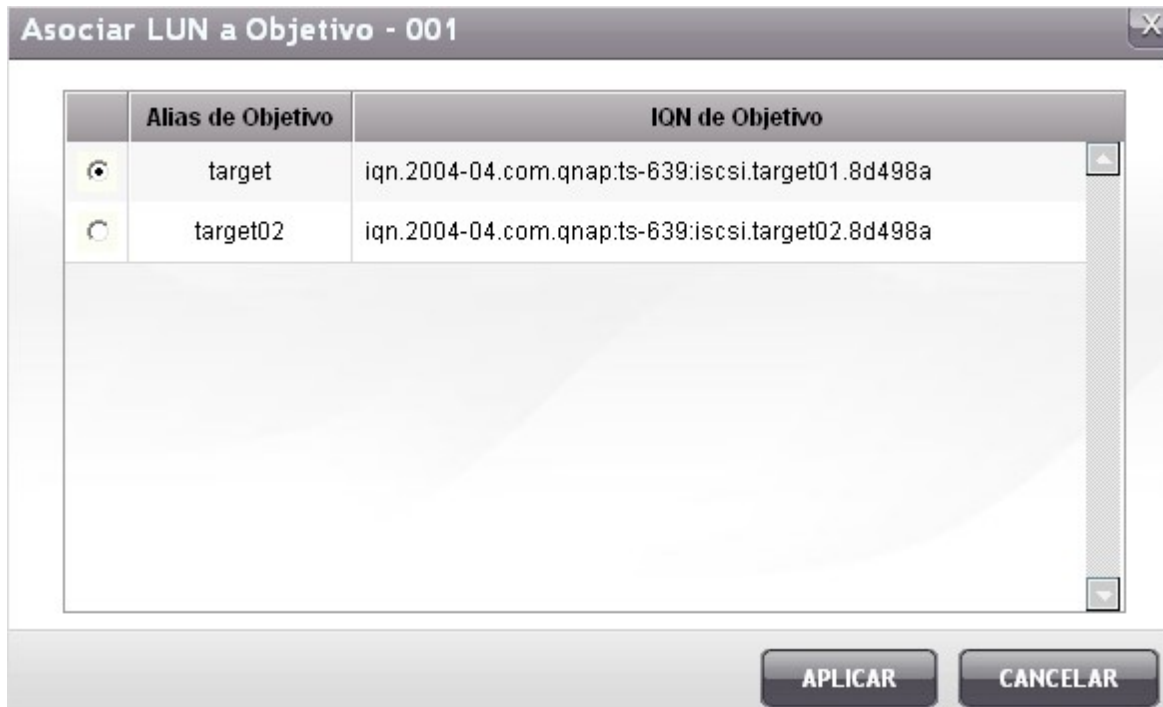 Asociar LUN a Objetivo - 001
X
Alias de Objetivo IQN de Objetivo
target iqn.2004-04.com.qnap:ts-639:iscsi.target01.8d498a
target02 iqn.2004-04.com.qnap:ts-639:iscsi.target02.8d498a
APLICAR CANCELAR